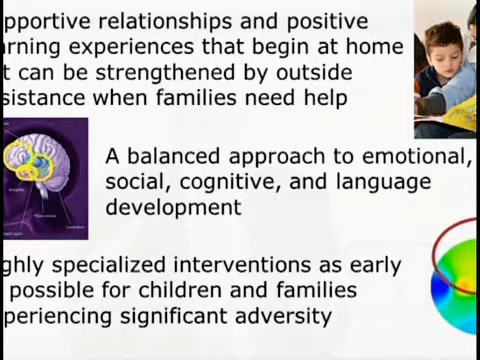 pportive relationships and positive
arning experiences that begin at home
t can be strengthened by outside
sistance when families need help
A balanced approach to emotional,
social, cognitive, and language
development
ghly specialized interventions as early
possible for children and families
periencing significant adversity